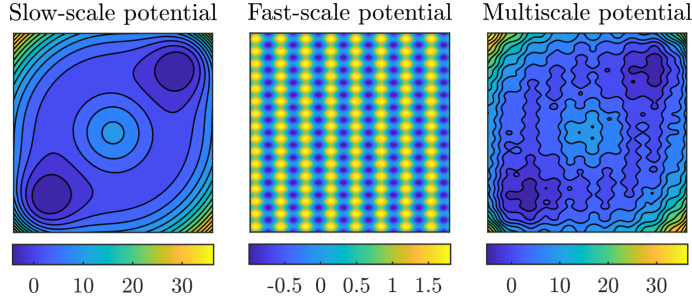 Slow-scale potential
Fast-scale potential
Multiscale potential
0 10 20 30
-0.5 0 0.5 1 1.5
0 10 20 30